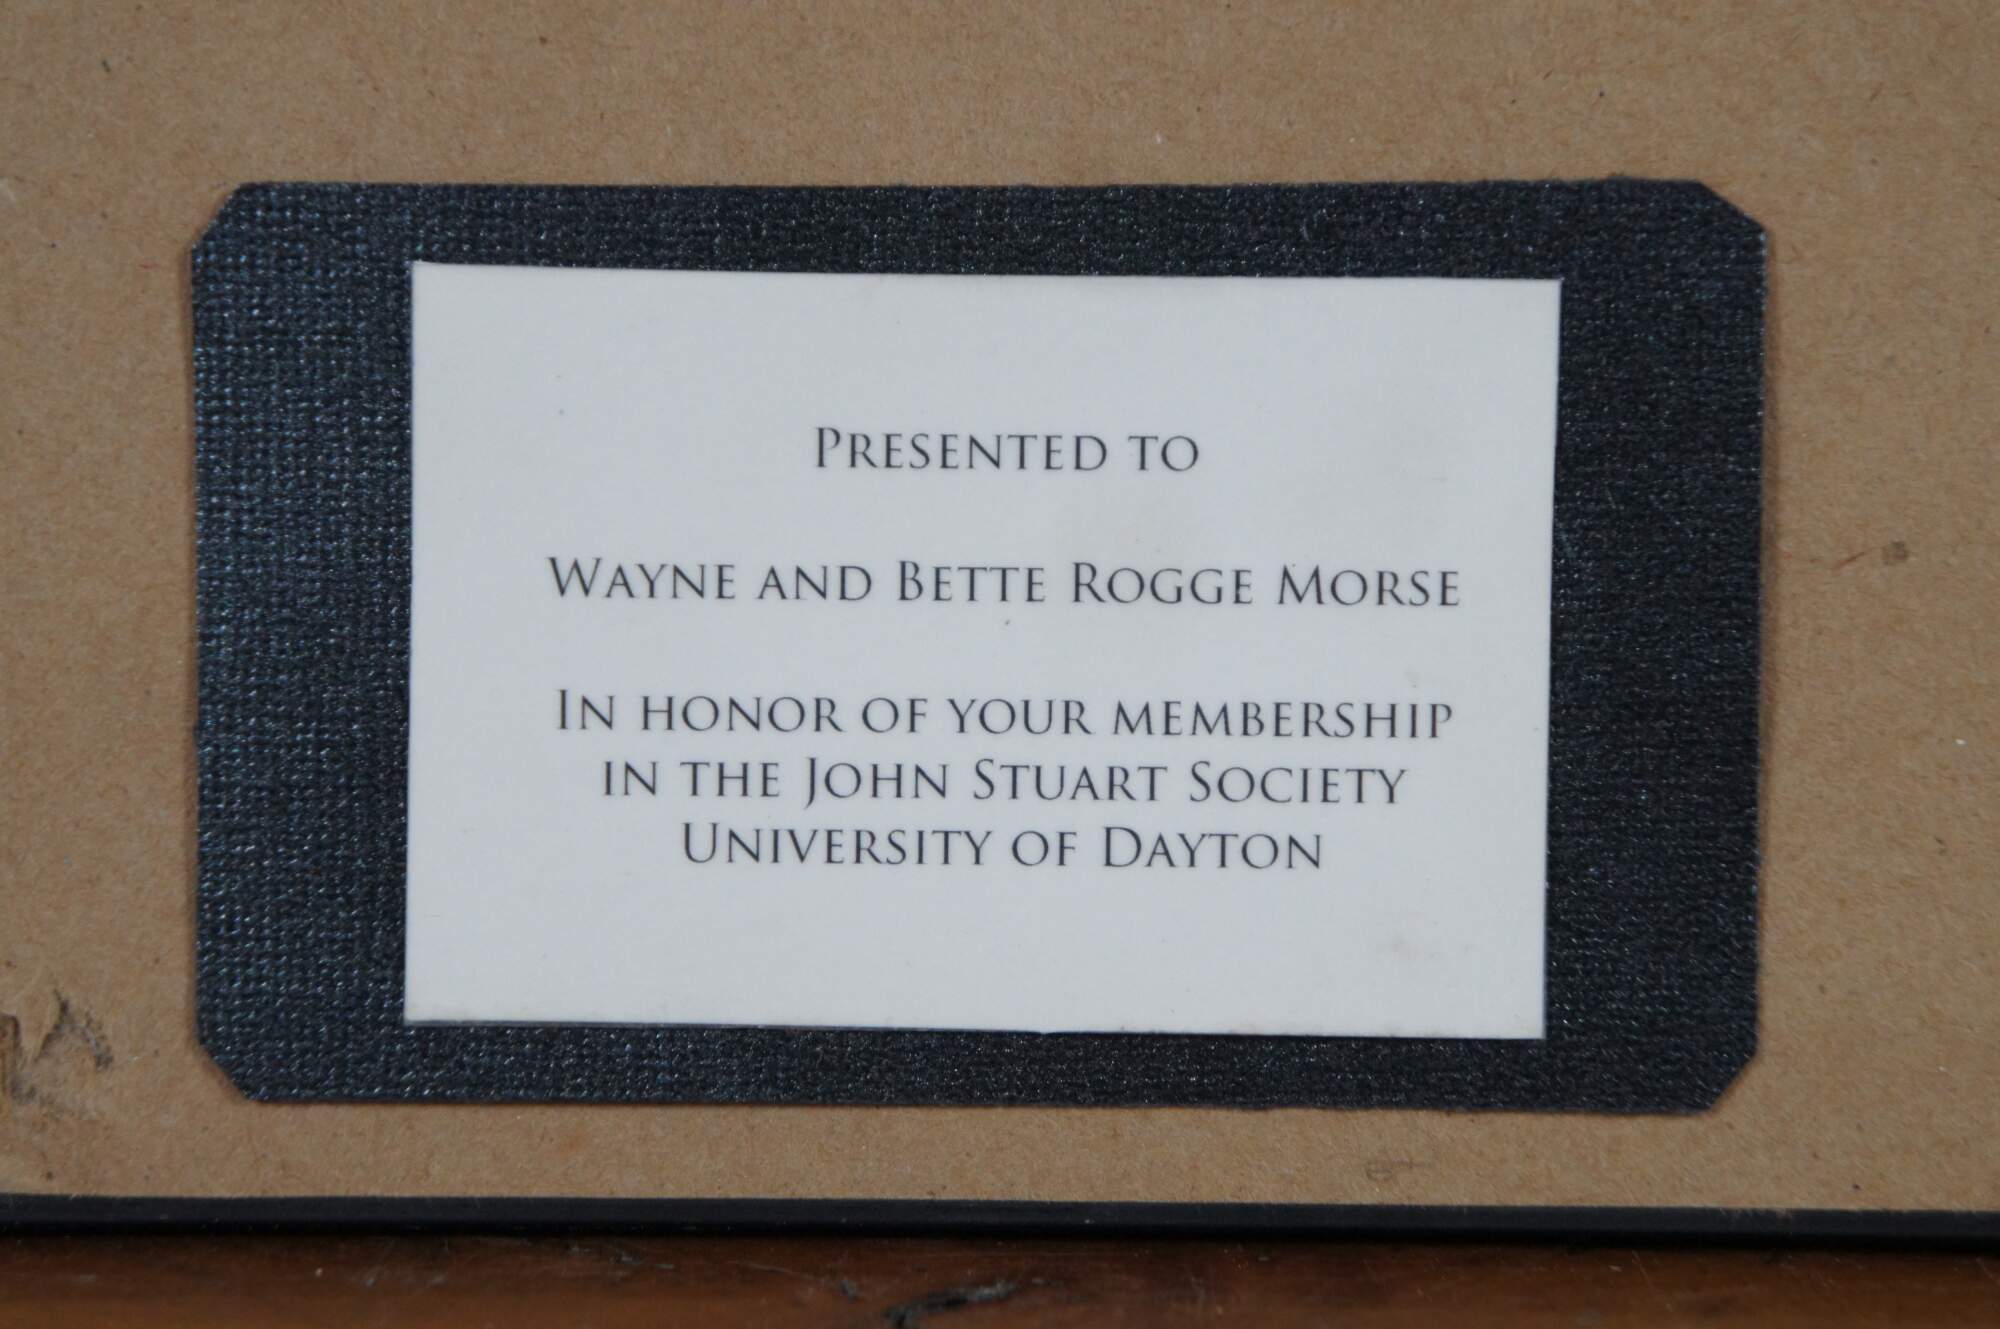 Presented to
Wayne and Bette Rogge Morse
In honor of your membership
in the John Stuart Society
University of Dayton